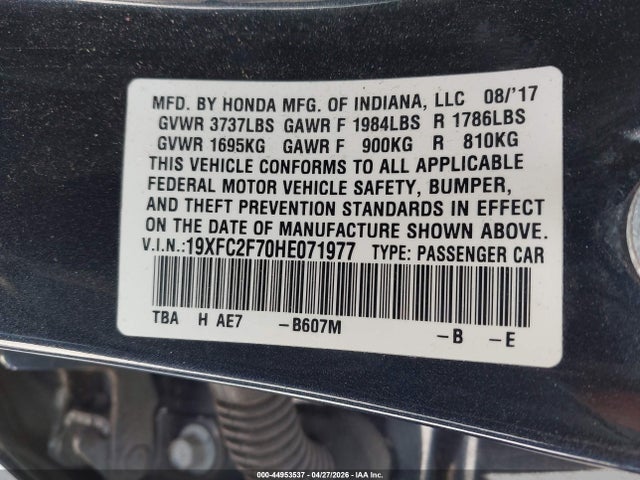 MFD. BY HONDA MFG. OF INDIANA, LLC 08/'17
GVWR 3737LBS GAWR F 1984LBS R 1786LBS
GVWR 1695KG GAWR F 900KG R 810KG
THIS VEHICLE CONFORMS TO ALL APPLICABLE
FEDERAL MOTOR VEHICLE SAFETY, BUMPER,
AND THEFT PREVENTION STANDARDS IN EFFECT
ON THE DATE OF MANUFACTURE SHOWN ABOVE.
V.I.N.:19XFC2F70HE071977 TYPE: PASSENGER CAR
TBA H AE7 -B607M -B -E
000-44953537 - 04/27/2026 - IAA Inc.